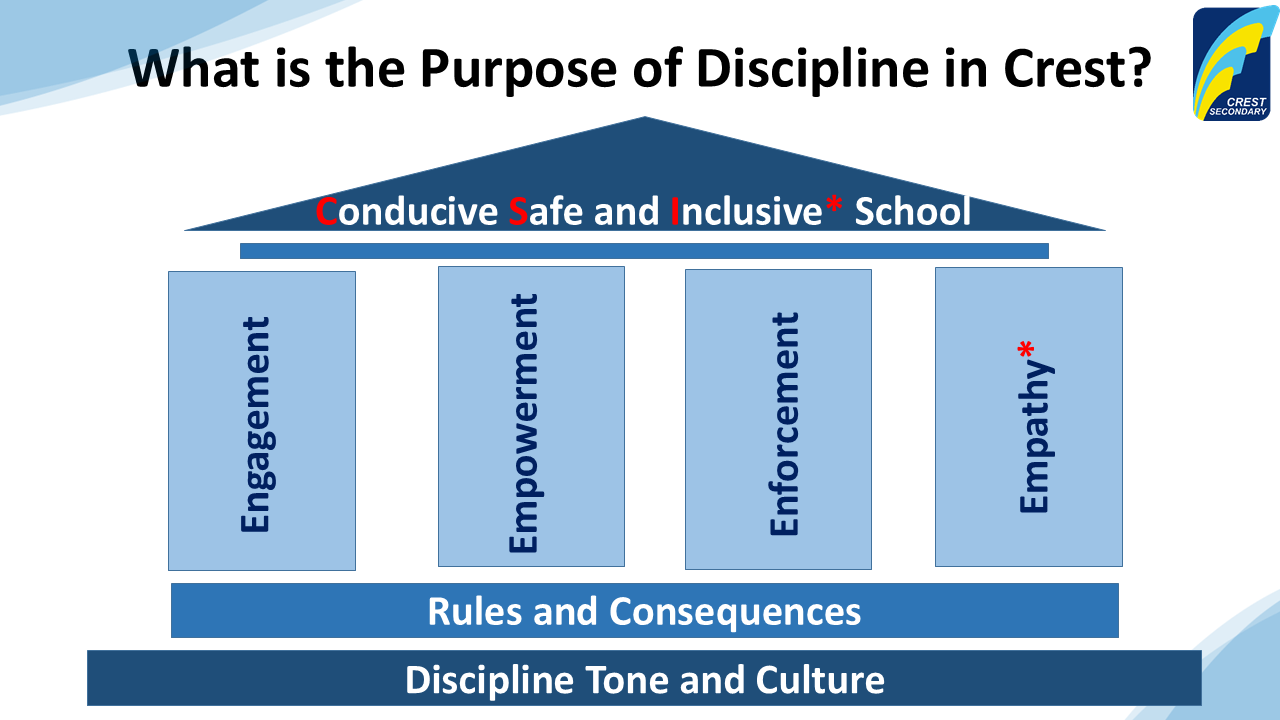 What is the Purpose of Discipline in Crest?
CREST
SECONDARY
Conducive Safe and Inclusive* School
Engagement
Empowerment
Enforcement
Empathy*
Rules and Consequences
Discipline Tone and Culture